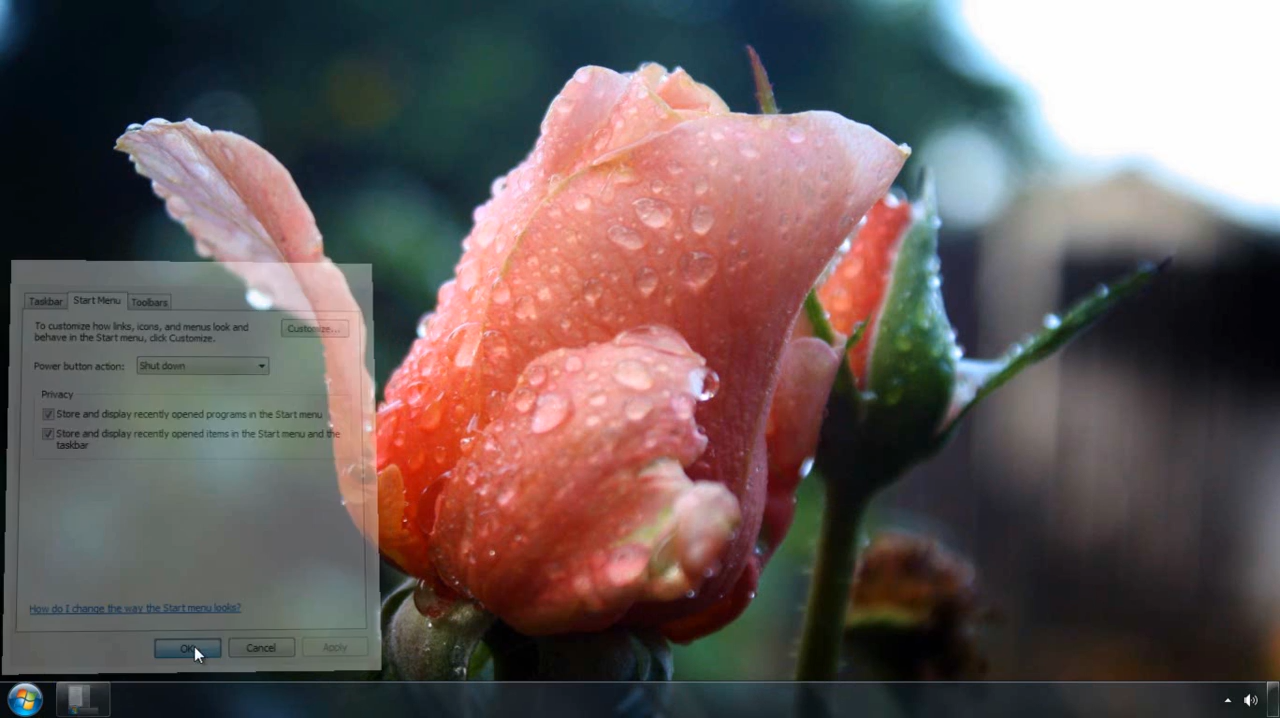 Taskbar Start Menu Toolbars
To customize how links, icons, and menus look and
behave in the Start menu, click Customize.
Customize...
Power button action: Shut down
Privacy
Store and display recently opened programs in the Start menu
Store and display recently opened items in the Start menu and the
taskbar
How do I change the way the Start menu looks?
OK Cancel Apply